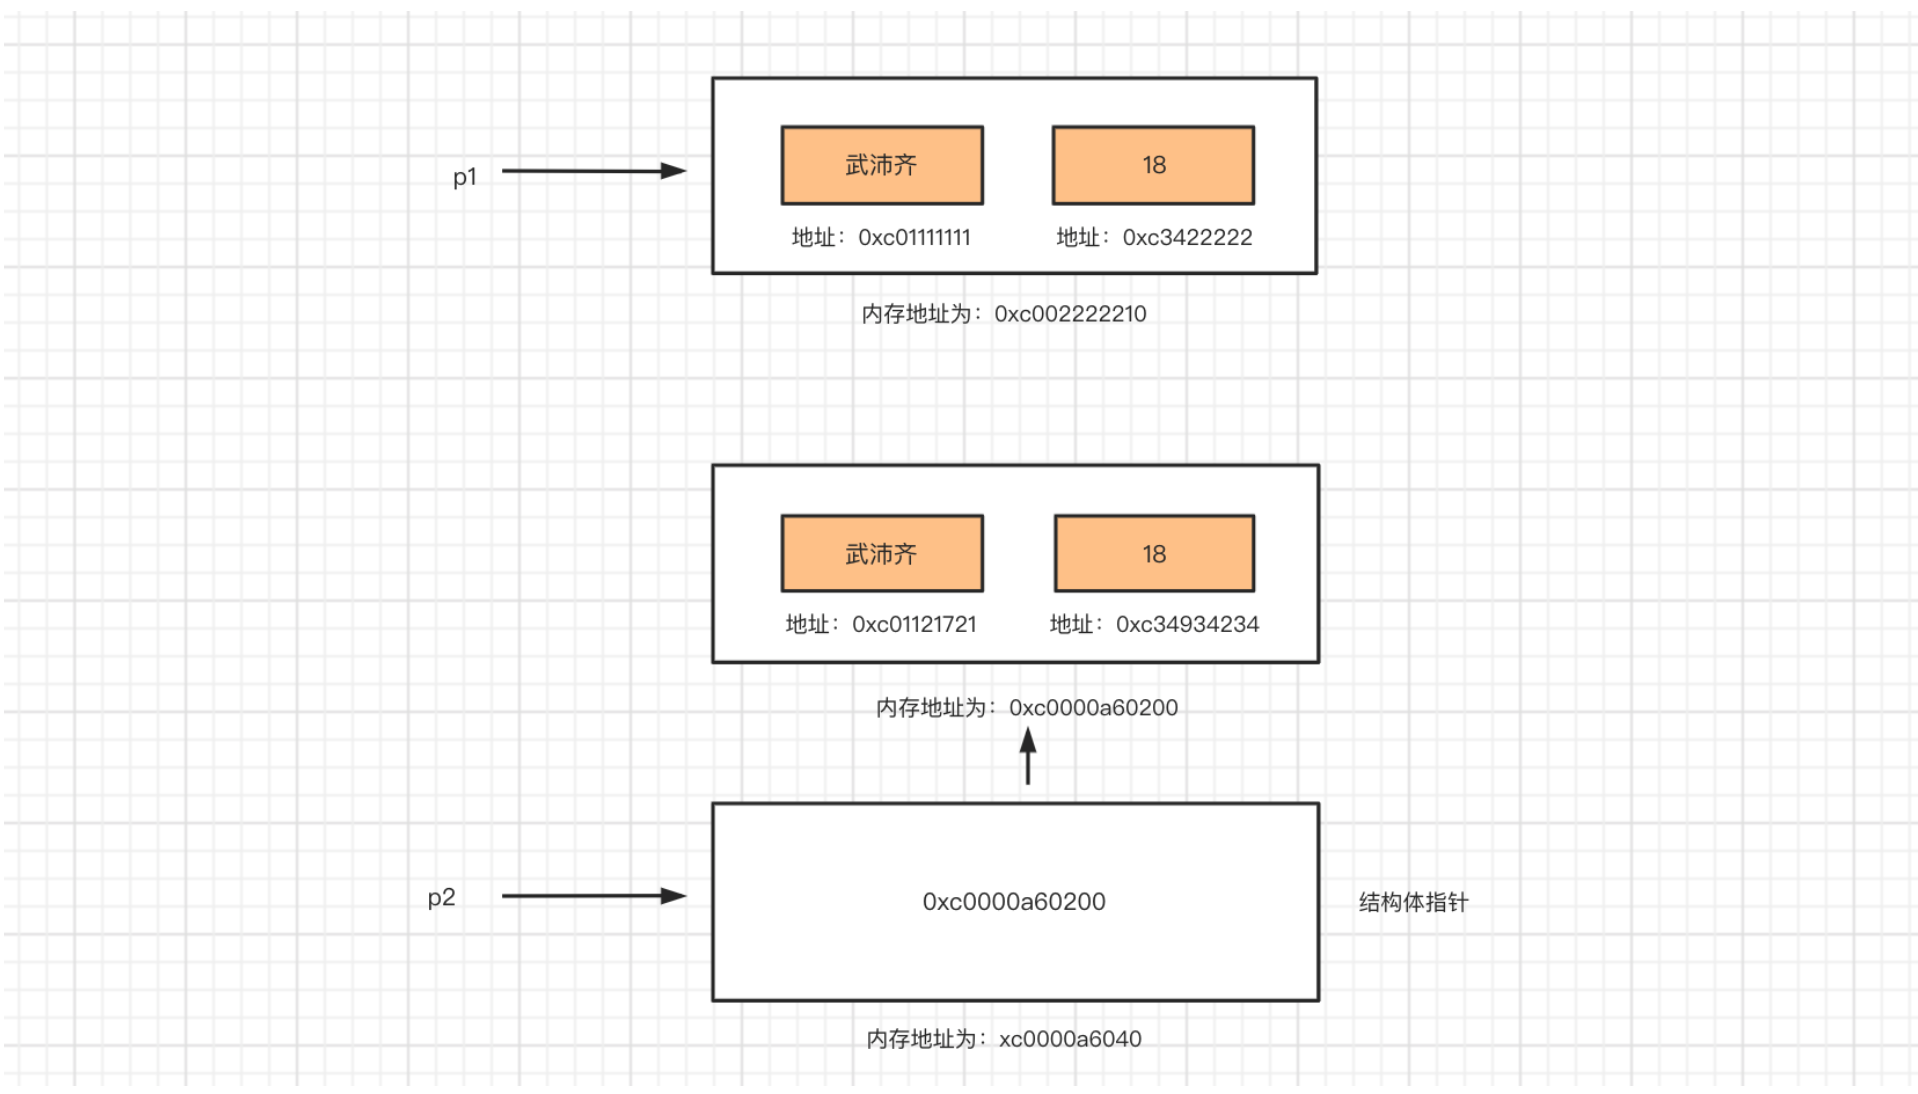 武沛齐
18
p1
地址：0xc01111111
地址：0xc3422222
内存地址为：0xc002222210
武沛齐
18
地址：0xc01121721
地址：0xc34934234
内存地址为：0xc0000a60200
p2
0xc0000a60200
结构体指针
内存地址为：xc0000a6040